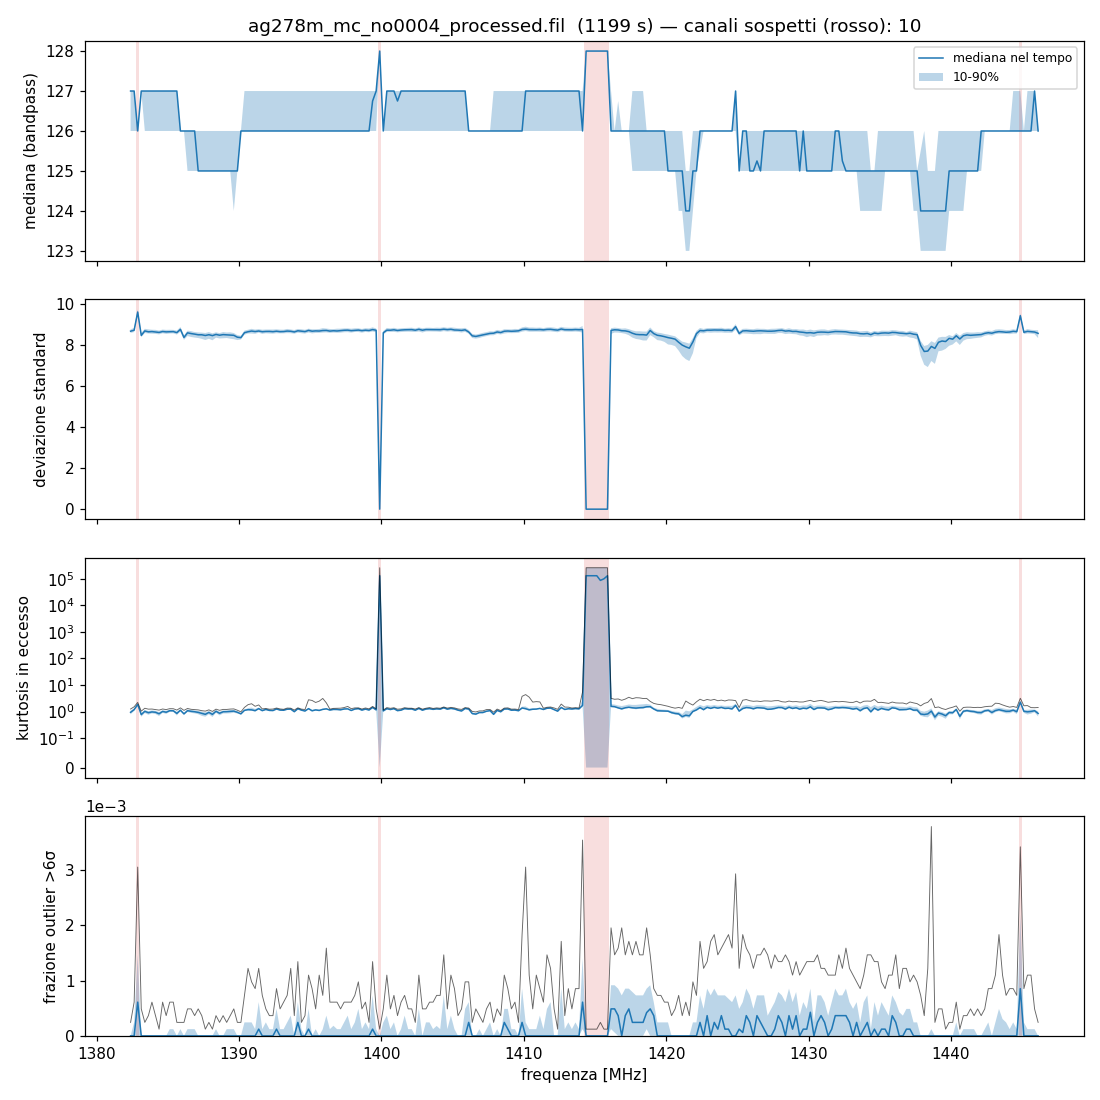 ag278m_mc_no0004_processed.fil  (1199 s) — canali sospetti (rosso): 10
mediana (bandpass)
128
127
126
125
124
123
mediana nel tempo
10-90%
deviazione standard
10
8
6
4
2
0
kurtosis in eccesso
10⁵
10⁴
10³
10²
10¹
10⁰
10⁻¹
0
1e−3
frazione outlier >6σ
3
2
1
0
1380 1390 1400 1410 1420 1430 1440
frequenza [MHz]